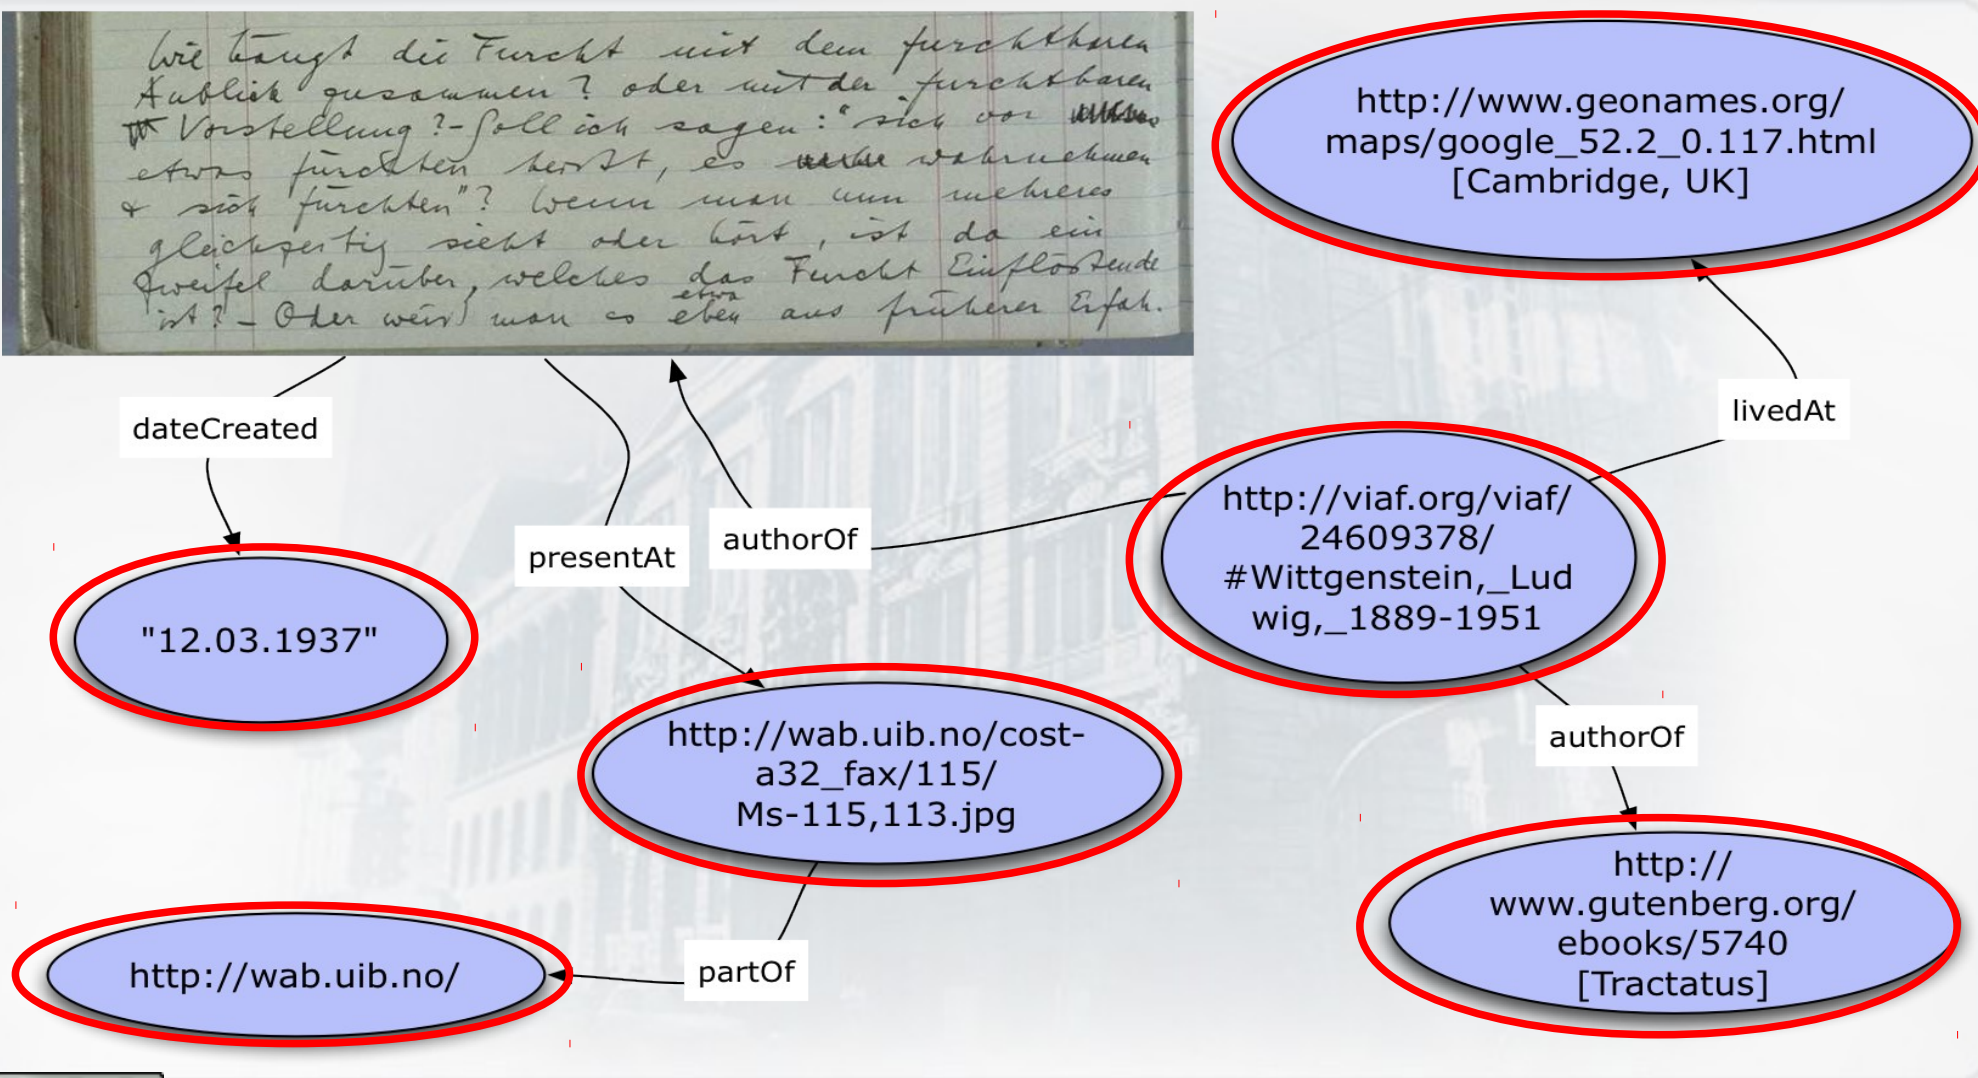 Wie hängt die Furcht mit dem furchtbaren
Anblick zusammen? oder mit der furchtbaren
Vorstellung? - Soll ich sagen: "sich vor
etwas fürchten heißt, es wahrnehmen
& sich fürchten"? Wenn man nun mehreres
gleichzeitig sieht oder hört, ist da ein
Zweifel darüber, welches das Furcht Einflößende
ist? - Oder weiß man es etwa eben aus früherer Erfah.
http://www.geonames.org/
maps/google_52.2_0.117.html
[Cambridge, UK]
livedAt
dateCreated
presentAt
authorOf
http://viaf.org/viaf/
24609378/
#Wittgenstein,_Lud
wig,_1889-1951
"12.03.1937"
http://wab.uib.no/cost-
a32_fax/115/
Ms-115,113.jpg
authorOf
http://
www.gutenberg.org/
ebooks/5740
[Tractatus]
partOf
http://wab.uib.no/